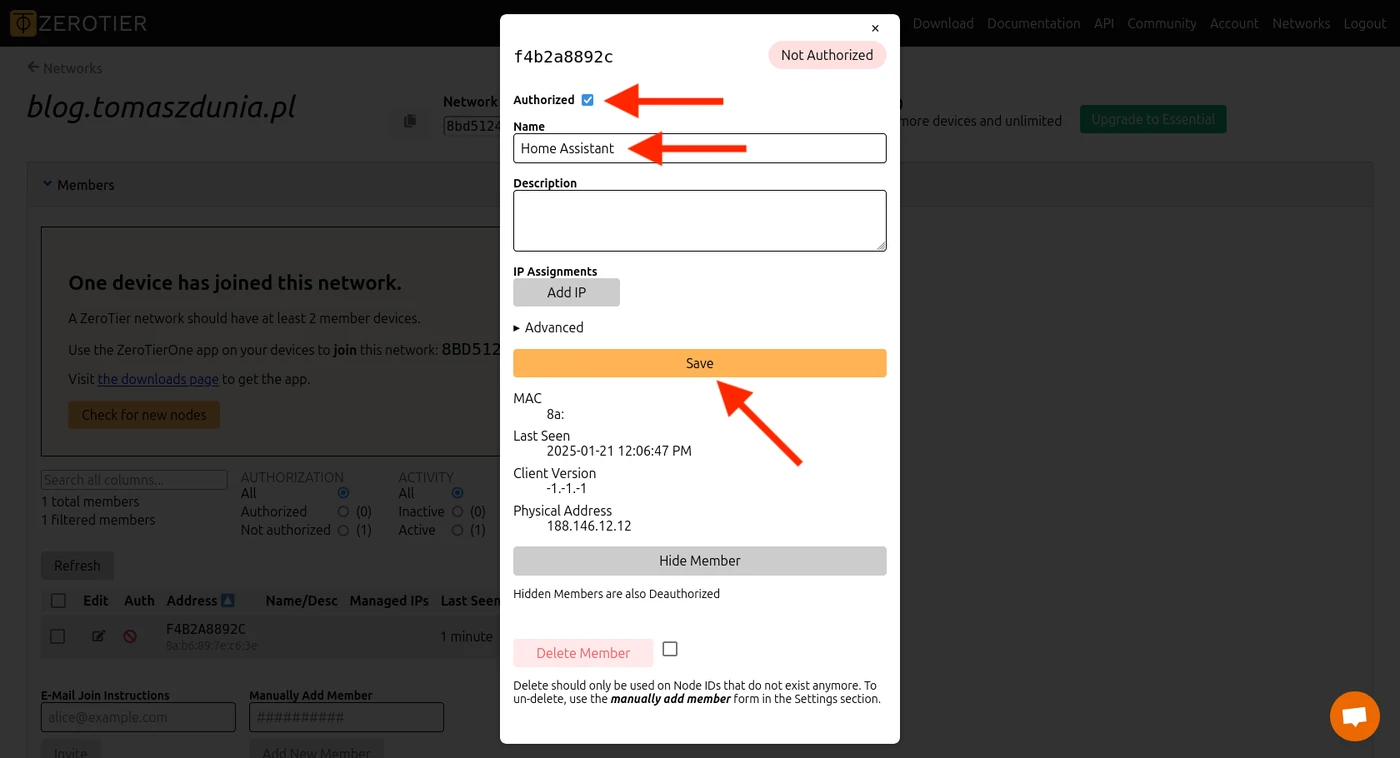 ZEROTIER
Download Documentation API Community Account Networks Logout
Networks
blog.tomaszdunia.pl
Network
8bd5124
more devices and unlimited
Upgrade to Essential
Members
One device has joined this network.
A ZeroTier network should have at least 2 member devices.
Use the ZeroTierOne app on your devices to join this network: 8BD512
Visit the downloads page to get the app.
Check for new nodes
Search all columns...
1 total members
1 filtered members
AUTHORIZATION
All
Authorized (0)
Not authorized (1)
ACTIVITY
All
Inactive (0)
Active (1)
Refresh
Edit Auth Address Name/Desc Managed IPs Last Seen
F4B2A8892C 1 minute
8a:b6:89:7e:c6:3e
E-Mail Join Instructions
alice@example.com
Invite
Manually Add Member
##########
Add New Member
×
f4b2a8892c
Not Authorized
Authorized
Name
Home Assistant
Description
IP Assignments
Add IP
▸ Advanced
Save
MAC
8a:
Last Seen
2025-01-21 12:06:47 PM
Client Version
-1.-1.-1
Physical Address
188.146.12.12
Hide Member
Hidden Members are also Deauthorized
Delete Member
Delete should only be used on Node IDs that do not exist anymore. To
un-delete, use the manually add member form in the Settings section.